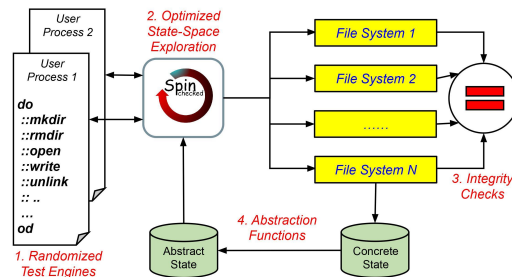 User
Process 2
User
Process 1
do
::mkdir
::rmdir
::open
::write
::unlink
:: ..
...
od
1. Randomized
Test Engines
2. Optimized
State-Space
Exploration
Spin
checked
File System 1
File System 2
......
File System N
3. Integrity
Checks
4. Abstraction
Functions
Abstract
State
Concrete
State